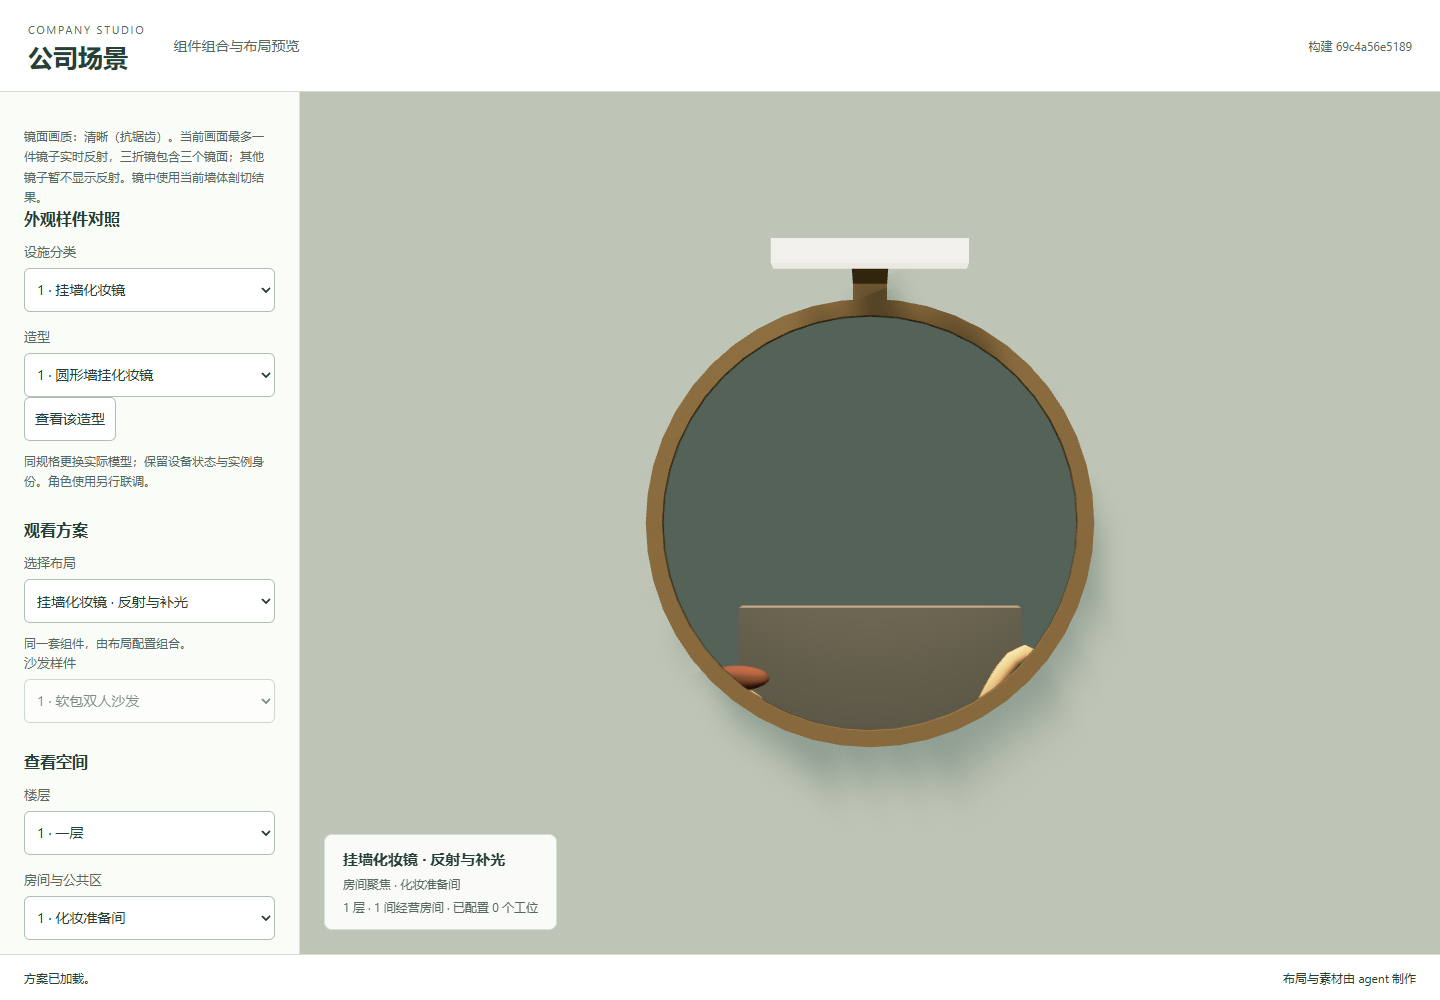 COMPANY STUDIO
公司场景
组件组合与布局预览
构建 69c4a56e5189
镜面画质：清晰（抗锯齿）。当前画面最多一
件镜子实时反射，三折镜包含三个镜面；其他
镜子暂不显示反射。镜中使用当前墙体剖切结
果。
外观样件对照
设施分类
1 · 挂墙化妆镜
造型
1 · 圆形墙挂化妆镜
查看该造型
同规格更换实际模型；保留设备状态与实例身
份。角色使用另行联调。
观看方案
选择布局
挂墙化妆镜 · 反射与补光
同一套组件，由布局配置组合。
沙发样件
1 · 软包双人沙发
查看空间
楼层
1 · 一层
房间与公共区
1 · 化妆准备间
挂墙化妆镜 · 反射与补光
房间聚焦 · 化妆准备间
1 层 · 1 间经营房间 · 已配置 0 个工位
方案已加载。
布局与素材由 agent 制作